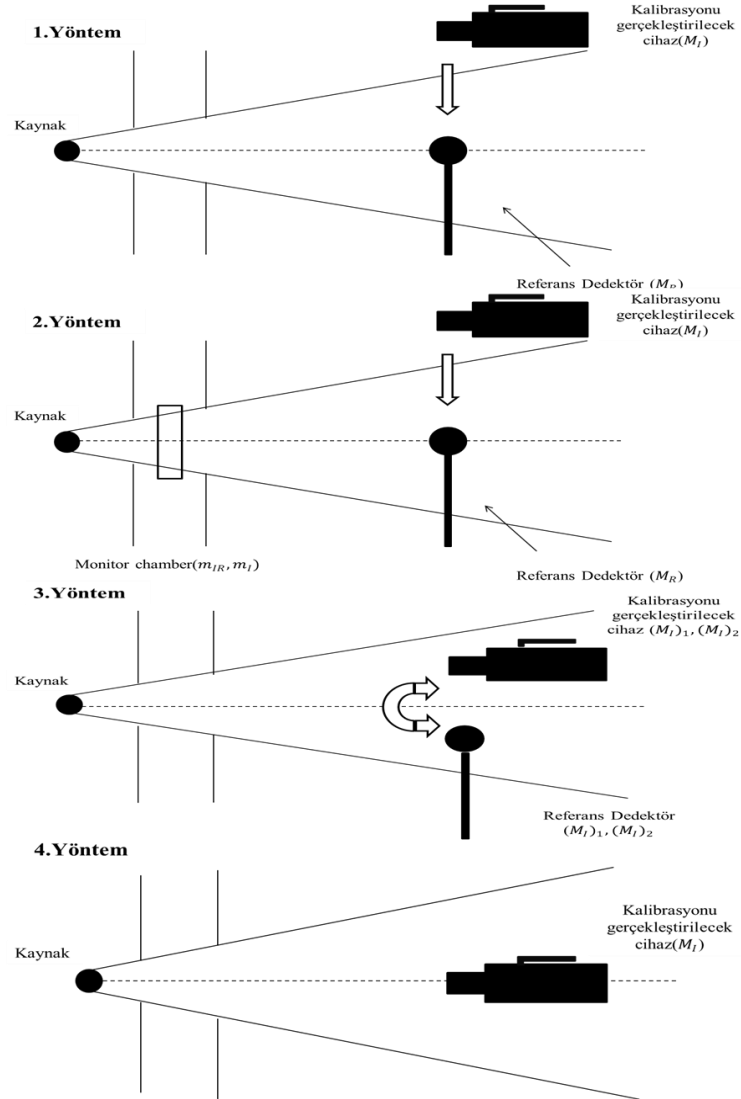 1.Yöntem
Kalibrasyonu
gerçekleştirilecek
cihaz(M_I)
Kaynak
Referans Dedektör (M_R)
2.Yöntem
Kalibrasyonu
gerçekleştirilecek
cihaz(M_I)
Kaynak
Monitor chamber(m_{IR}, m_I)
Referans Dedektör (M_R)
3.Yöntem
Kalibrasyonu
gerçekleştirilecek
cihaz (M_I)_1, (M_I)_2
Kaynak
Referans Dedektör
(M_I)_1, (M_I)_2
4.Yöntem
Kalibrasyonu
gerçekleştirilecek
cihaz(M_I)
Kaynak